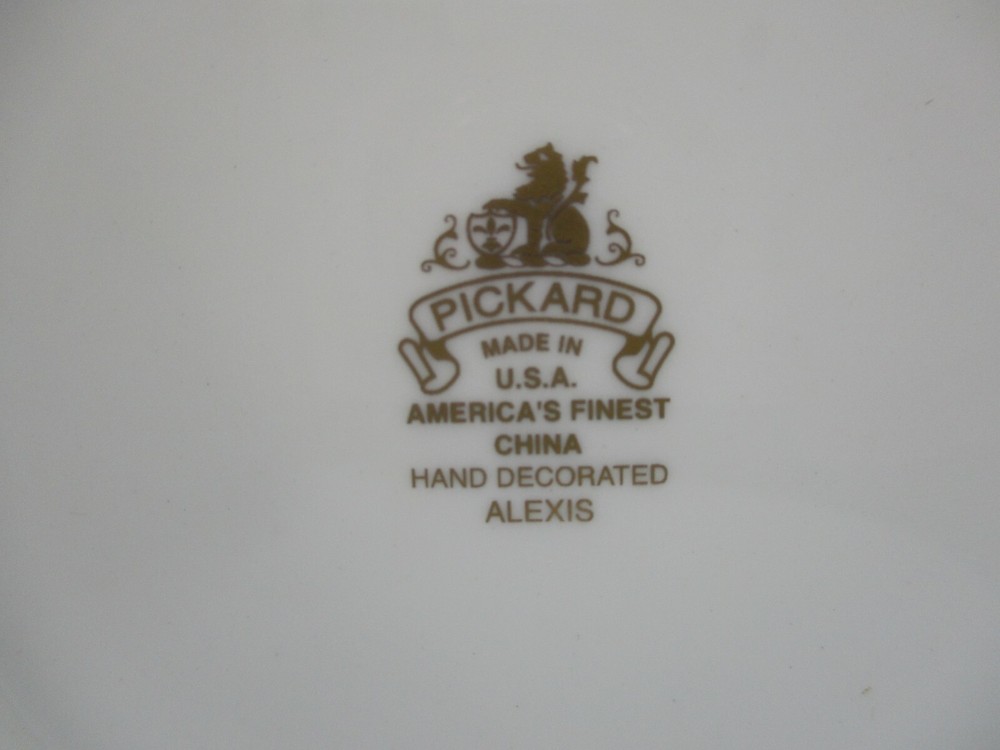 PICKARD
MADE IN
U.S.A.
AMERICA'S FINEST
CHINA
HAND DECORATED
ALEXIS